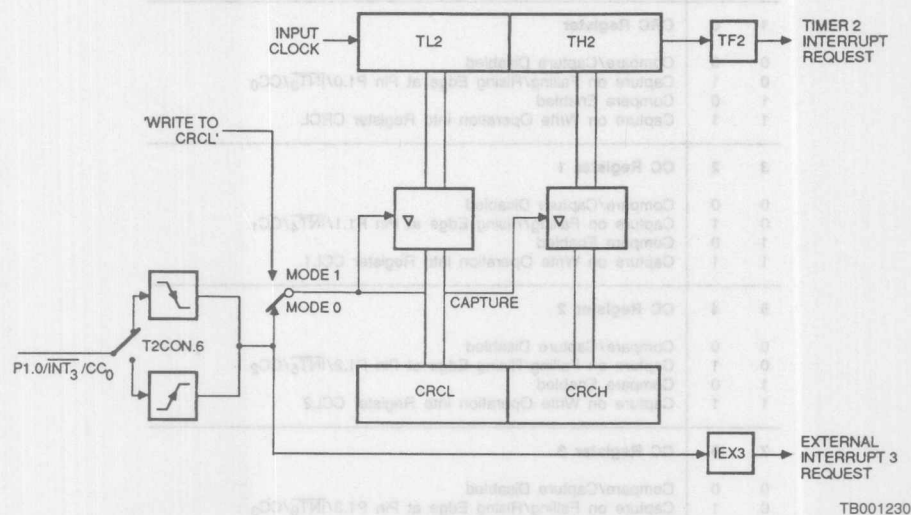 INPUT
CLOCK
TL2
TH2
TF2
TIMER 2
INTERRUPT
REQUEST
'WRITE TO
CRCL'
MODE 1
MODE 0
CAPTURE
T2CON.6
P1.0/INT3/CC0
CRCL
CRCH
IEX3
EXTERNAL
INTERRUPT 3
REQUEST
TB001230